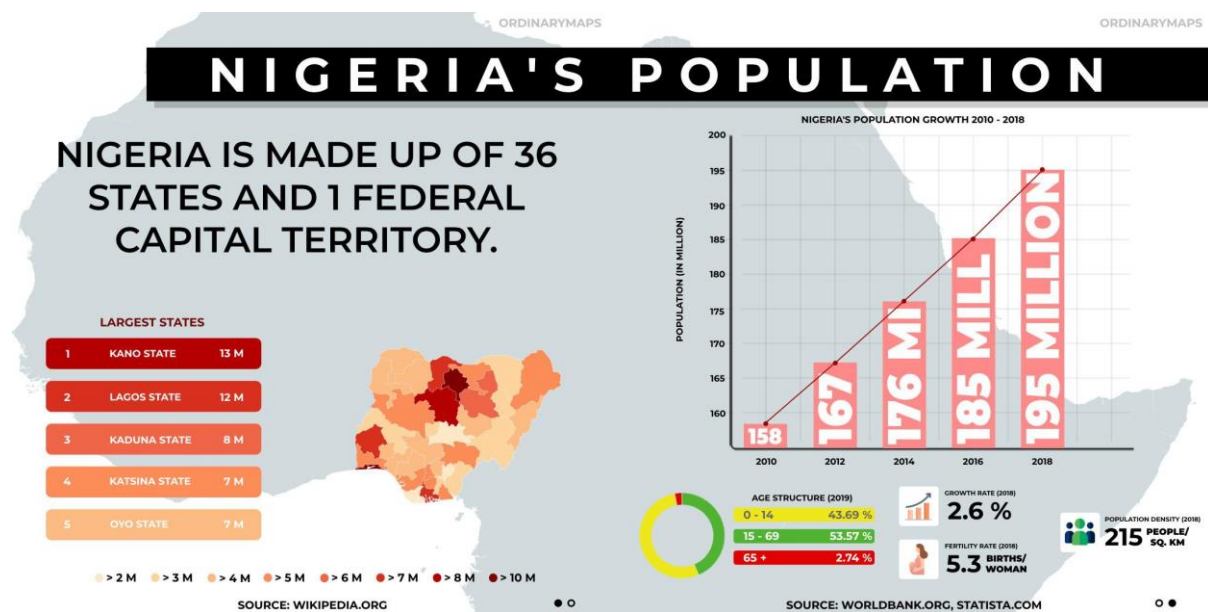 ORDINARYMAPS
ORDINARYMAPS
NIGERIA'S POPULATION
NIGERIA IS MADE UP OF 36
STATES AND 1 FEDERAL
CAPITAL TERRITORY.
LARGEST STATES
1 KANO STATE 13 M
2 LAGOS STATE 12 M
3 KADUNA STATE 8 M
4 KATSINA STATE 7 M
5 OYO STATE 7 M
> 2 M > 3 M > 4 M > 5 M > 6 M > 7 M > 8 M > 10 M
SOURCE: WIKIPEDIA.ORG
NIGERIA'S POPULATION GROWTH 2010 - 2018
POPULATION (IN MILLION)
200
195
190
185
180
175
170
165
160
158
167
176 MI
185 MILL
195 MILLION
2010 2012 2014 2016 2018
AGE STRUCTURE (2019)
0 - 14 43.69 %
15 - 69 53.57 %
65 + 2.74 %
GROWTH RATE (2018)
2.6 %
FERTILITY RATE (2018)
5.3 BIRTHS/
WOMAN
POPULATION DENSITY (2018)
215 PEOPLE/
SQ. KM
SOURCE: WORLDBANK.ORG, STATISTA.COM